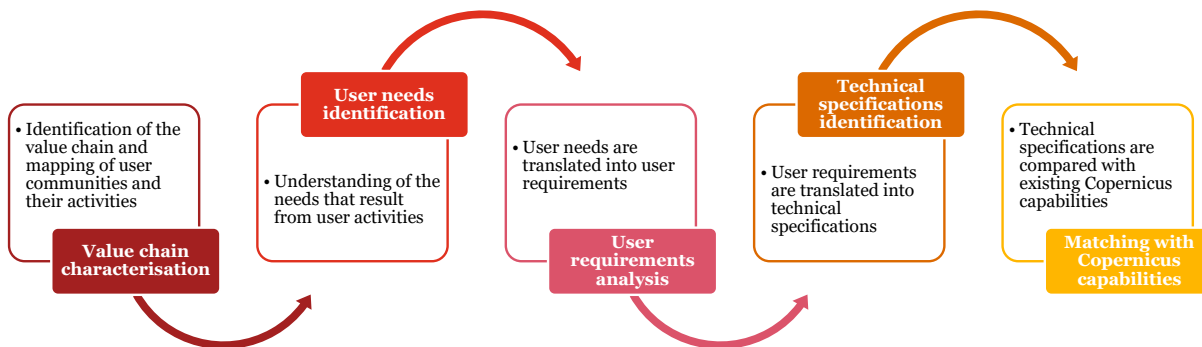 • Identification of the
value chain and
mapping of user
communities and
their activities
Value chain
characterisation
User needs
identification
• Understanding of the
needs that result
from user activities
• User needs are
translated into user
requirements
User
requirements
analysis
Technical
specifications
identification
• User requirements
are translated into
technical
specifications
• Technical
specifications are
compared with
existing Copernicus
capabilities
Matching with
Copernicus
capabilities